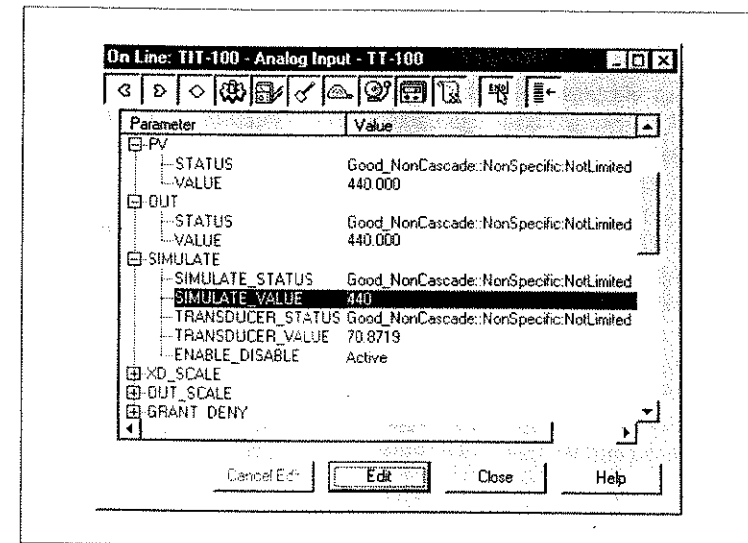 On Line: TIT-100 - Analog Input - TT-100
Parameter Value
PV
STATUS Good_NonCascade::NonSpecific:NotLimited
VALUE 440.000
OUT
STATUS Good_NonCascade::NonSpecific:NotLimited
VALUE 440.000
SIMULATE
SIMULATE_STATUS Good_NonCascade::NonSpecific:NotLimited
SIMULATE_VALUE 440
TRANSDUCER_STATUS Good_NonCascade::NonSpecific:NotLimited
TRANSDUCER_VALUE 70.8719
ENABLE_DISABLE Active
XD_SCALE
OUT_SCALE
GRANT_DENY
Cancel Edit Edit Close Help